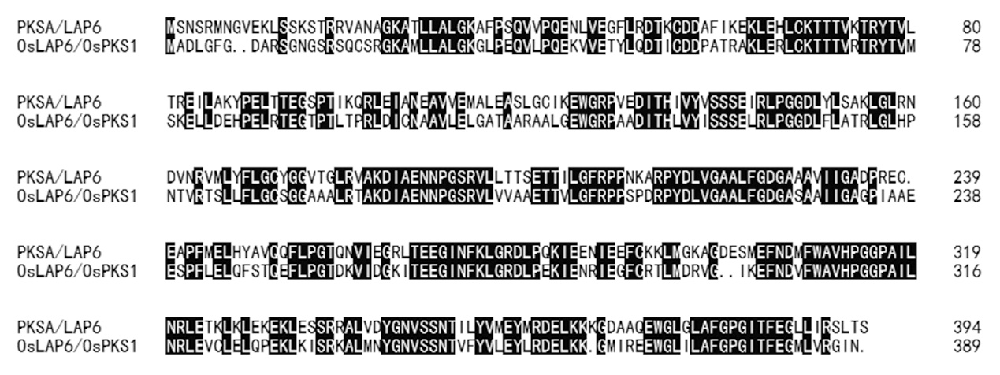 PKSA/LAP6 MSNSRMNGVEKLSSKSTRRVANAGKATLLALGKAFPSQVVPQENLVEGFLRDTKCDDAFIKEKLEHLCKTTTVKTRYTVL 80
OsLAP6/OsPKS1 MADLGFG..DARSGNGSRSQCSRGKAMLLALGKGLPEQVLPQEKVVETYLQDTICDDPATRAKLERLCKTTTVRTRYTVM 78
PKSA/LAP6 TREILAKYPELTTEGSPTIKQRLEIANEAVVEMALEASLGCIKEWGRPVEDITHIVYVSSSEIRLPGGDLYLSAKLGLRN 160
OsLAP6/OsPKS1 SKELLDEHPELRTEGTPTLTPRLDICNAAVLELGATAARAALGEWGRPAADITHLVYISSSELRLPGGDLFLATRLGLHP 158
PKSA/LAP6 DVNRVMLYFLGCYGGVTGLRVAKDIAENNPGSRVLLTTSETTILGFRPPNKARPYDLVGAALFGDGAAAVIIGADPREC. 239
OsLAP6/OsPKS1 NTVRTSLLFLGCSGGAAALRTAKDIAENNPGSRVLVVAAETTVLGFRPPSPDRPYDLVGAALFGDGASAAIIGAGPIAAE 238
PKSA/LAP6 EAPFMELHYAVQQFLPGTQNVIEGRLTEEGINFKLGRDLPQKIEENIEEFCKKLMGKAGDESMEFNDMFWAVHPGGPAIL 319
OsLAP6/OsPKS1 ESPFLELQFSTQEFLPGTDKVIDGKITEEGINFKLGRDLPEKIENRIEGFCRTLMDRVG..IKEFNDVFWAVHPGGPAIL 316
PKSA/LAP6 NRLETKLKLEKEKLESSRRALVDYGNVSSNTILYVMEYMRDELKKKGDAAQEWGLGLAFGPGITFEGLLIRSLTS 394
OsLAP6/OsPKS1 NRLEVCLELQPEKLKISRKALMNYGNVSSNTVFYVLEYLRDELKK.GMIREEWGLILAFGPGITFEGMLVRGIN. 389